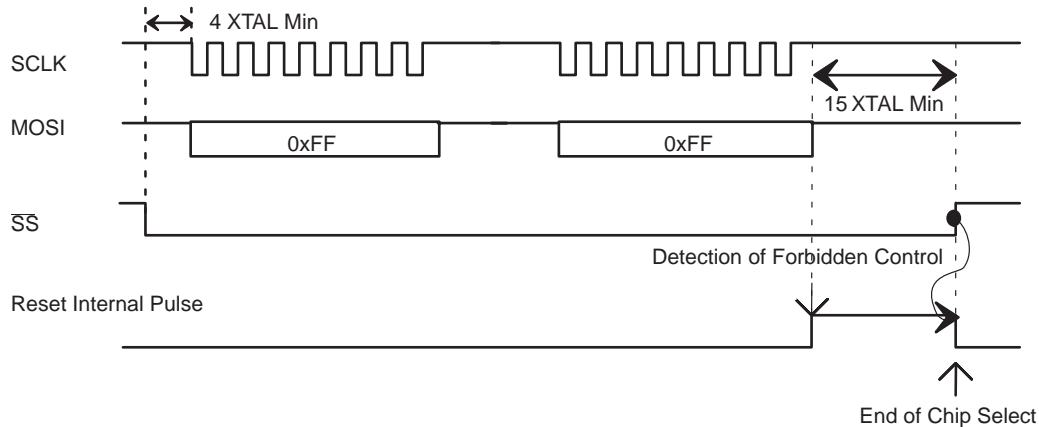 4 XTAL Min
SCLK
15 XTAL Min
MOSI
0xFF
0xFF
SS
Detection of Forbidden Control
Reset Internal Pulse
End of Chip Select